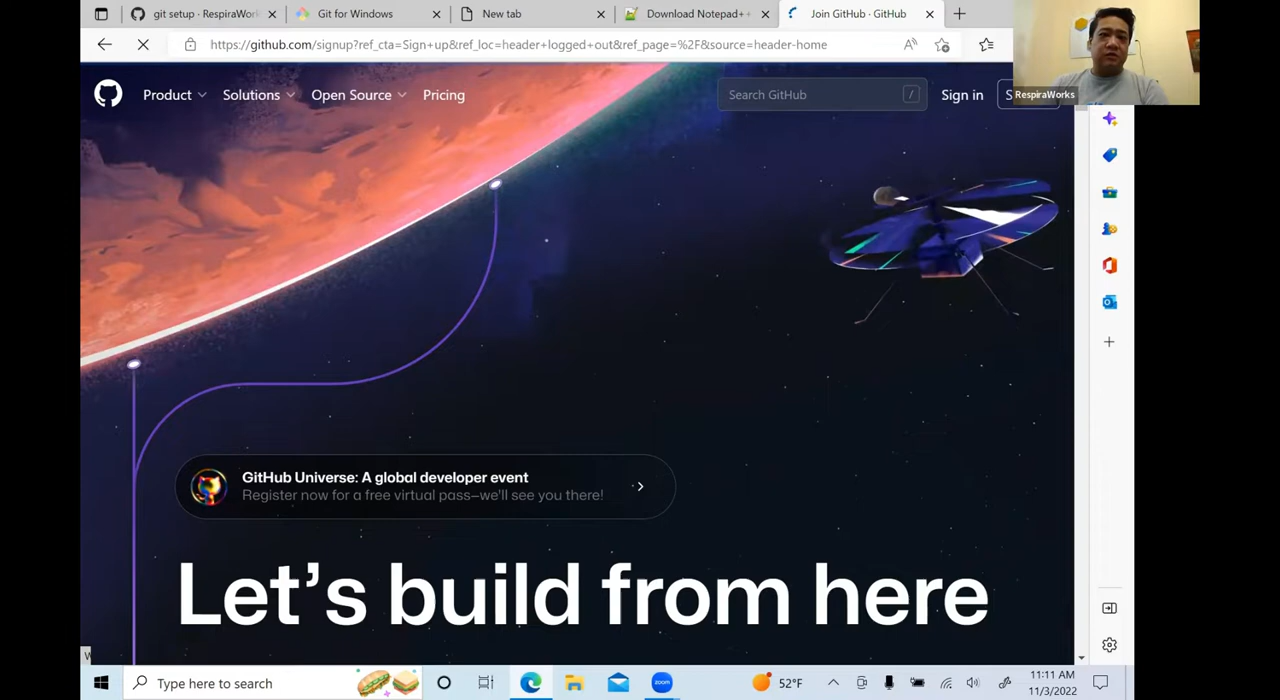 git setup · RespiraWor
Git for Windows
New tab
Download Notepad++
Join GitHub · GitHub
https://github.com/signup?ref_cta=Sign+up&ref_loc=header+logged+out&ref_page=%2F&source=header-home
RespiraWorks
Product
Solutions
Open Source
Pricing
Search GitHub
/
Sign in
S
GitHub Universe: A global developer event
Register now for a free virtual pass—we'll see you there!
Let's build from here
W
Type here to search
zoom
52°F
11:11 AM
11/3/2022